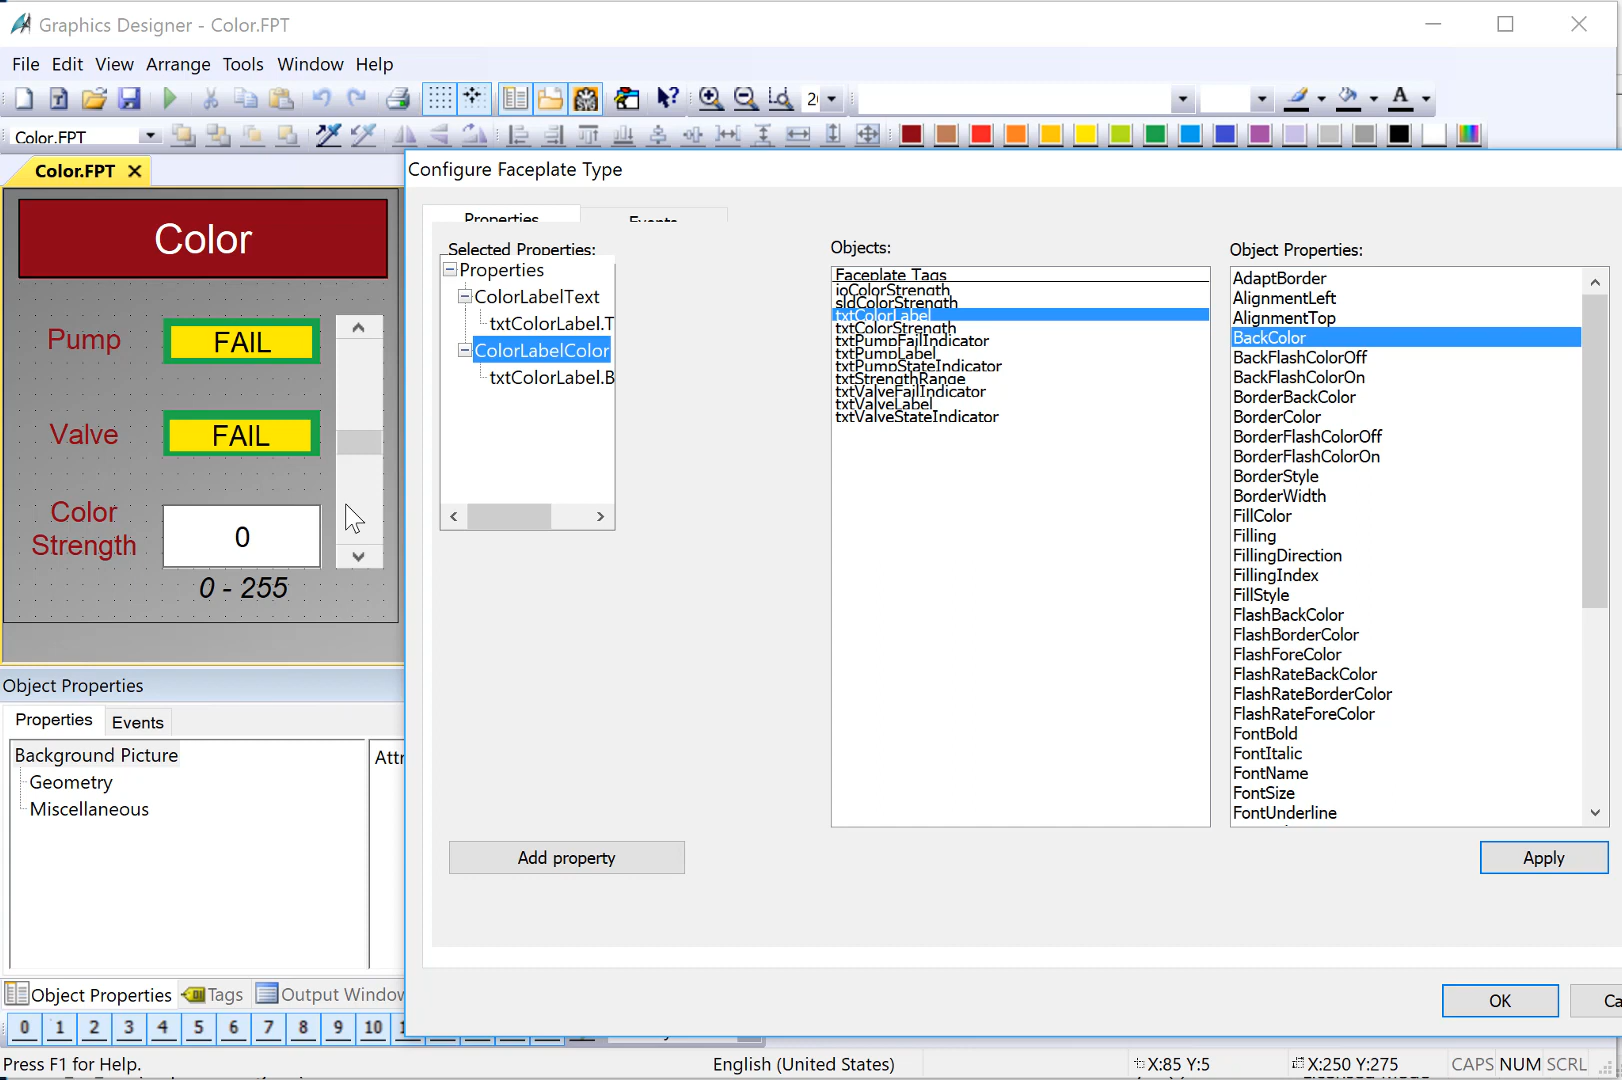 Graphics Designer - Color.FPT
File Edit View Arrange Tools Window Help
Color.FPT
Color.FPT
Color
Pump
FAIL
Valve
FAIL
Color
Strength
0
0 - 255
Object Properties
Properties Events
Background Picture
Geometry
Miscellaneous
Attr
Object Properties Tags Output Window
0 1 2 3 4 5 6 7 8 9 10
Press F1 for Help.
English (United States)
X:85 Y:5
X:250 Y:275
CAPS NUM SCRL
Configure Faceplate Type
Properties Events
Selected Properties:
Properties
ColorLabelText
txtColorLabel.T
ColorLabelColor
txtColorLabel.B
Add property
Objects:
Faceplate Tags
ioColorStrength
sldColorStrength
txtColorLabel
txtColorStrength
txtPumpFailIndicator
txtPumpLabel
txtPumpStateIndicator
txtStrengthRange
txtValveFailIndicator
txtValveLabel
txtValveStateIndicator
Object Properties:
AdaptBorder
AlignmentLeft
AlignmentTop
BackColor
BackFlashColorOff
BackFlashColorOn
BorderBackColor
BorderColor
BorderFlashColorOff
BorderFlashColorOn
BorderStyle
BorderWidth
FillColor
Filling
FillingDirection
FillingIndex
FillStyle
FlashBackColor
FlashBorderColor
FlashForeColor
FlashRateBackColor
FlashRateBorderColor
FlashRateForeColor
FontBold
FontItalic
FontName
FontSize
FontUnderline
Apply
OK
Ca